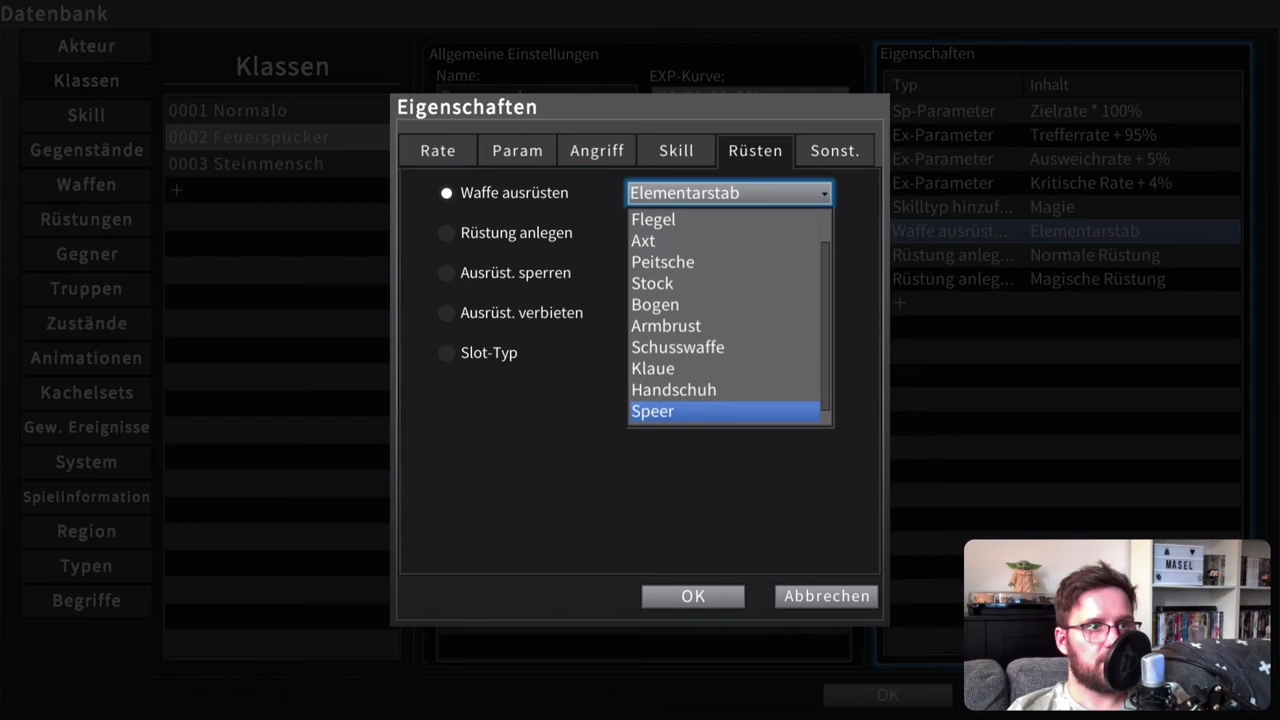 Datenbank
Akteur
Klassen
Skill
Gegenstände
Waffen
Rüstungen
Gegner
Truppen
Zustände
Animationen
Kachelsets
Gew. Ereignisse
System
Spielinformation
Region
Typen
Begriffe
Klassen
0001 Normalo
0002 Feuerspucker
0003 Steinmensch
+
Allgemeine Einstellungen
Name:
EXP-Kurve:
Eigenschaften
Rate
Param
Angriff
Skill
Rüsten
Sonst.
Waffe ausrüsten
Rüstung anlegen
Ausrüst. sperren
Ausrüst. verbieten
Slot-Typ
Elementarstab
Flegel
Axt
Peitsche
Stock
Bogen
Armbrust
Schusswaffe
Klaue
Handschuh
Speer
OK
Abbrechen
Eigenschaften
Typ Inhalt
Sp-Parameter Zielrate * 100%
Ex-Parameter Trefferrate + 95%
Ex-Parameter Ausweichrate + 5%
Ex-Parameter Kritische Rate + 4%
Skilltyp hinzuf... Magie
Waffe ausrüst... Elementarstab
Rüstung anleg... Normale Rüstung
Rüstung anleg... Magische Rüstung
+
OK
MASEL